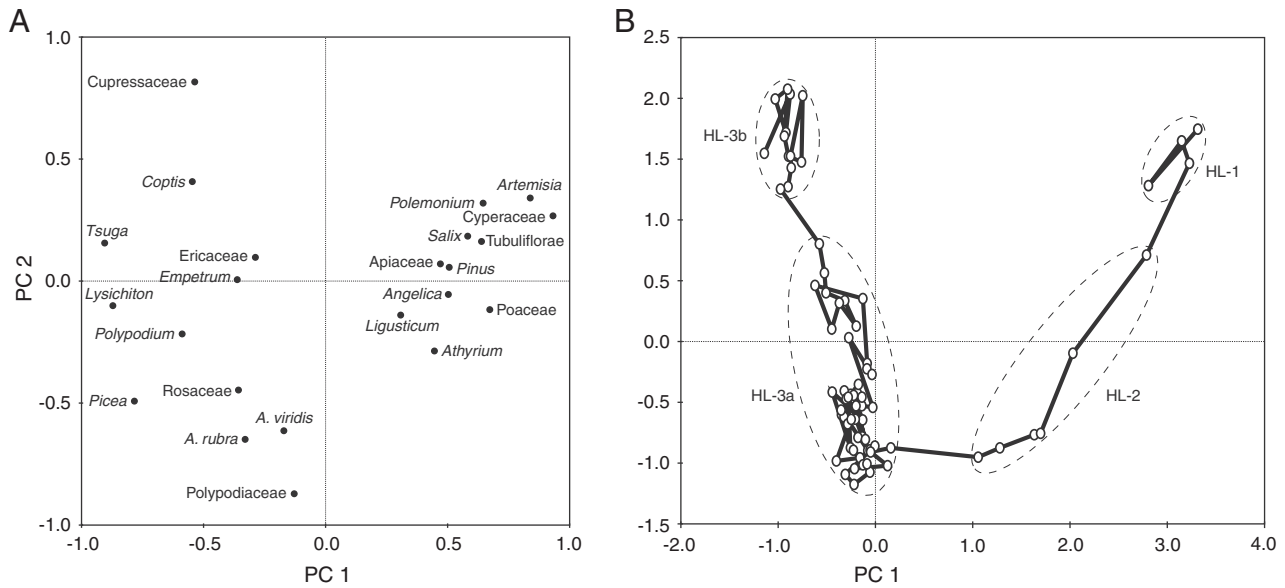 A
1.0
Cupressaceae
0.5
Coptis
Artemisia
Polemonium
Cyperaceae
Tsuga
Salix
Tubuliflorae
Ericaceae
Apiaceae
Pinus
Empetrum
PC 2
0.0
Lysichiton
Angelica
Poaceae
Ligusticum
Polypodium
Athyrium
Rosaceae
Picea
-0.5
A. viridis
A. rubra
Polypodiaceae
-1.0
-1.0 -0.5 0.0 0.5 1.0
PC 1
B
2.5
2.0
HL-3b
1.5
HL-1
1.0
0.5
0.0
HL-3a
HL-2
-0.5
-1.0
-1.5
-2.0 -1.0 0.0 1.0 2.0 3.0 4.0
PC 1